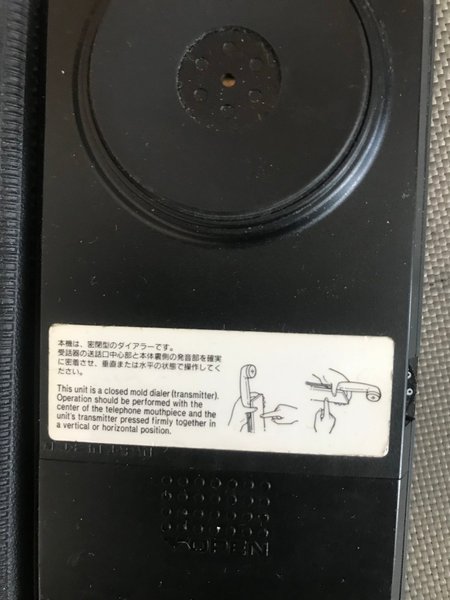 本機は、密閉型のダイアラーです。
受話器の送話口中心部と本体裏側の発音部を確実
に密着させ、垂直または水平の状態で操作してく
ださい。
This unit is a closed mold dialer (transmitter).
Operation should be performed with the
center of the telephone mouthpiece and the
unit's transmitter pressed firmly together in
a vertical or horizontal position.